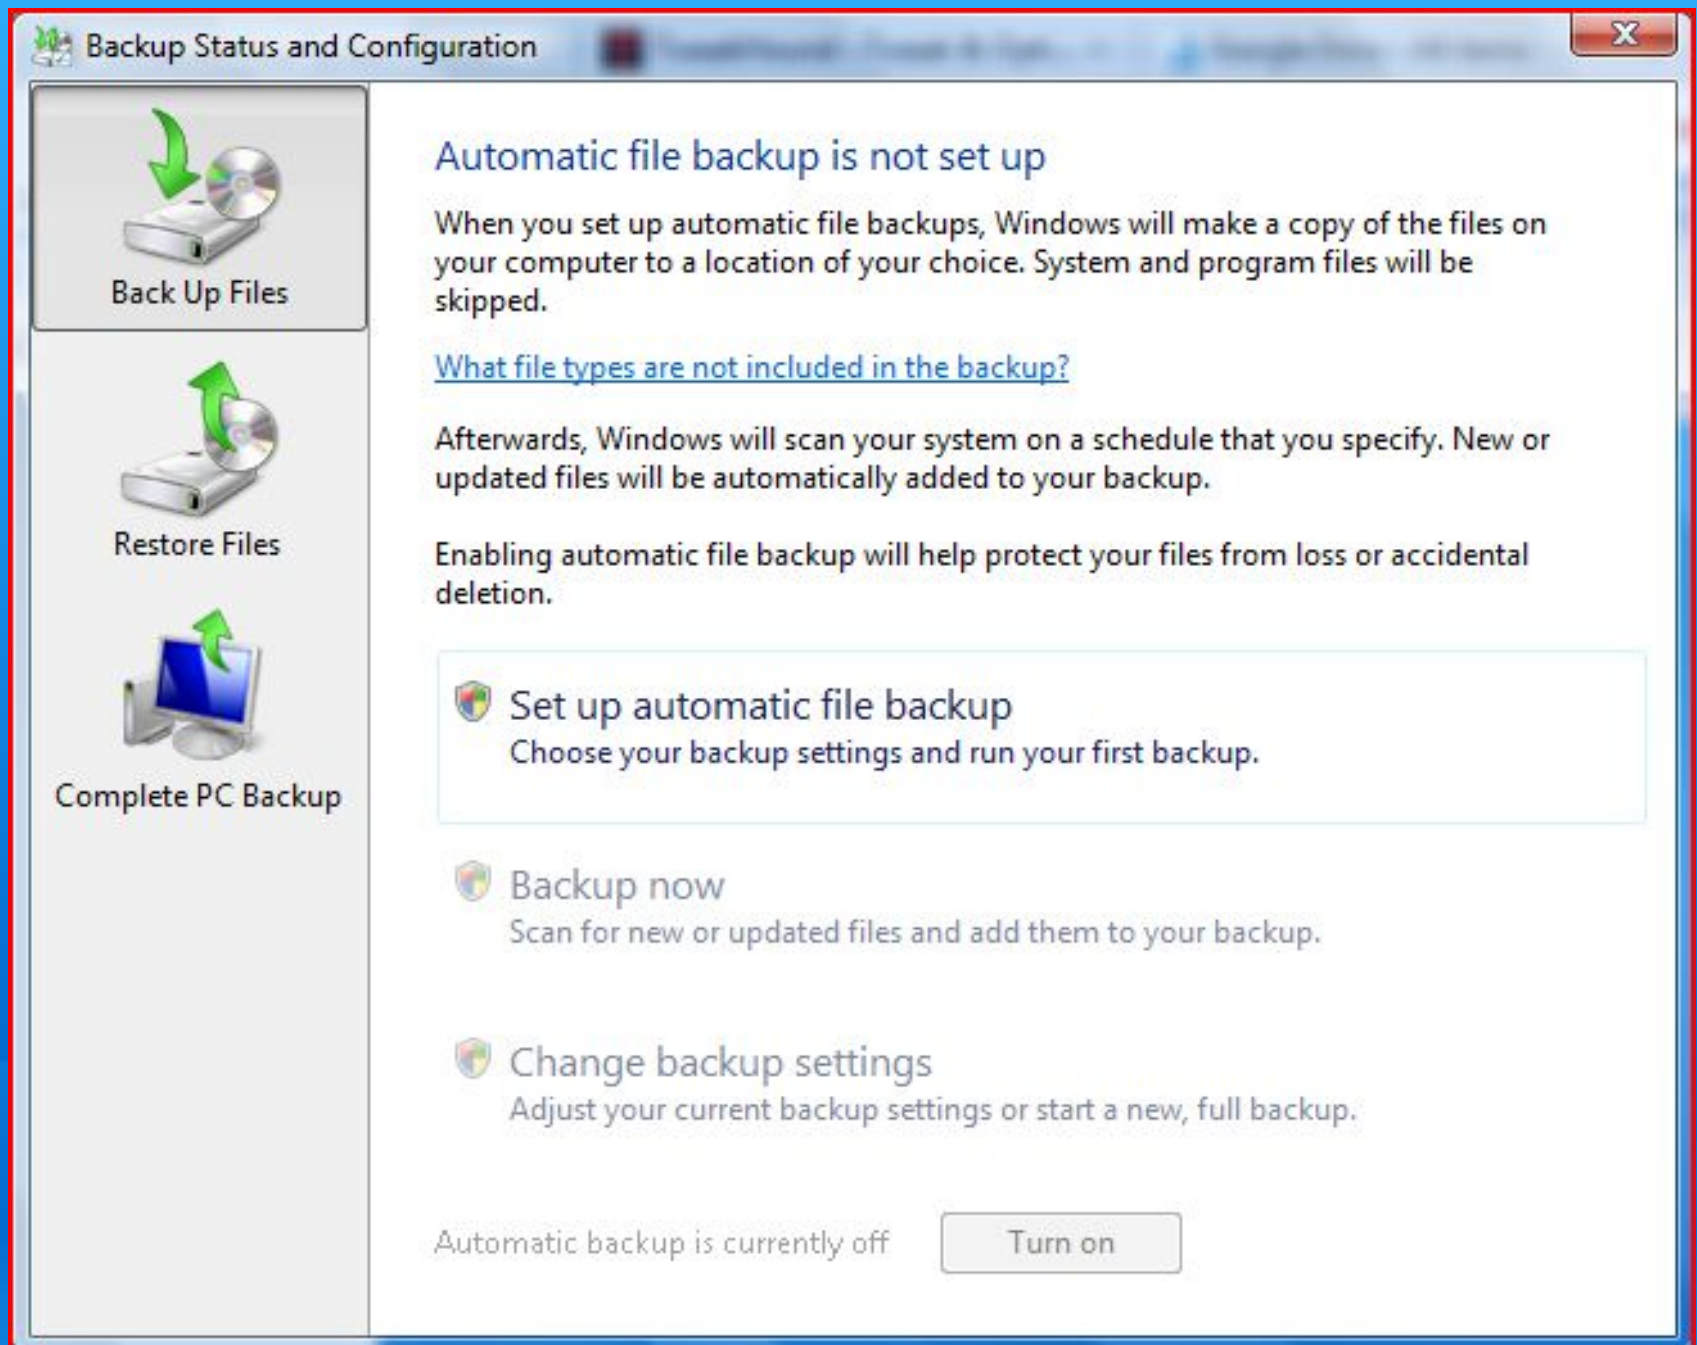 Backup Status and Configuration
Back Up Files
Restore Files
Complete PC Backup
Automatic file backup is not set up
When you set up automatic file backups, Windows will make a copy of the files on
your computer to a location of your choice. System and program files will be
skipped.
What file types are not included in the backup?
Afterwards, Windows will scan your system on a schedule that you specify. New or
updated files will be automatically added to your backup.
Enabling automatic file backup will help protect your files from loss or accidental
deletion.
Set up automatic file backup
Choose your backup settings and run your first backup.
Backup now
Scan for new or updated files and add them to your backup.
Change backup settings
Adjust your current backup settings or start a new, full backup.
Automatic backup is currently off
Turn on